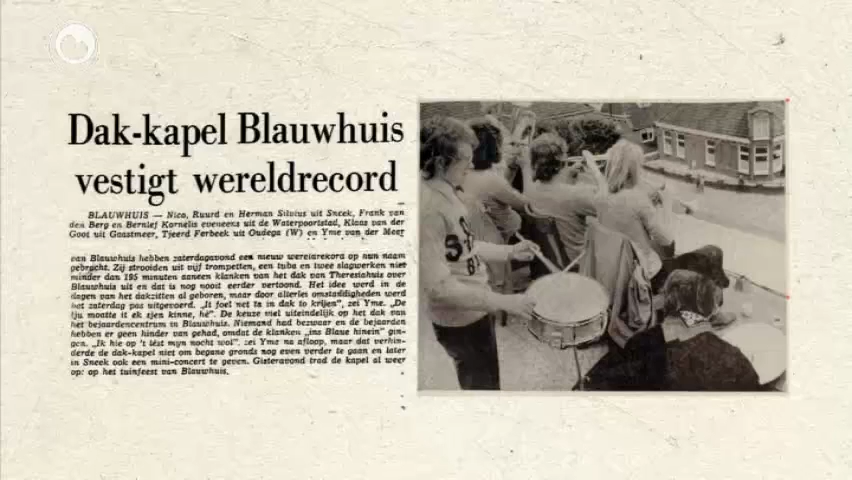 Dak-kapel Blauwhuis
vestigt wereldrecord
BLAUWHUIS — Nico, Ruurd en Herman Silvius uit Sneek, Frank van
den Berg en Bernlef Kornelis eveneens uit de Waterpoortstad, Klaas van der
Goot uit Gaastmeer, Tjeerd Ferbeek uit Oudega (W) en Yme van der Meer
van Blauwhuis hebben zaterdagavond een nieuw wereldrecord op hun naam
gebracht. Zij strooiden uit vijf trompetten, een tuba en twee slagwerken niet
minder dan 195 minuten aaneen klanken van het dak van Theresiahuis over
Blauwhuis uit en dat is nog nooit eerder vertoond. Het idee werd in de
dagen van het dakzitten al geboren, maar door allerlei omstandigheden werd
het zaterdag pas uitgevoerd. „It foel net ta in dak to krijen", zei Yme. „De
lju moatte it ek sjen kinne, hè". De keuze viel uiteindelijk op het dak van
het bejaardencentrum in Blauwhuis. Niemand had bezwaar en de bejaarden
hebben er geen hinder van gehad, omdat de klanken „ins Blaue hinein" gin-
gen. „Ik hie op 't lêst mijn nocht wol", zei Yme na afloop, maar dat verhin-
derde de dak-kapel niet om begane gronds nog even verder te gaan en later
in Sneek ook een mini-concert te geven. Gisteravond trad de kapel al weer
op: op het tuinfeest van Blauwhuis.